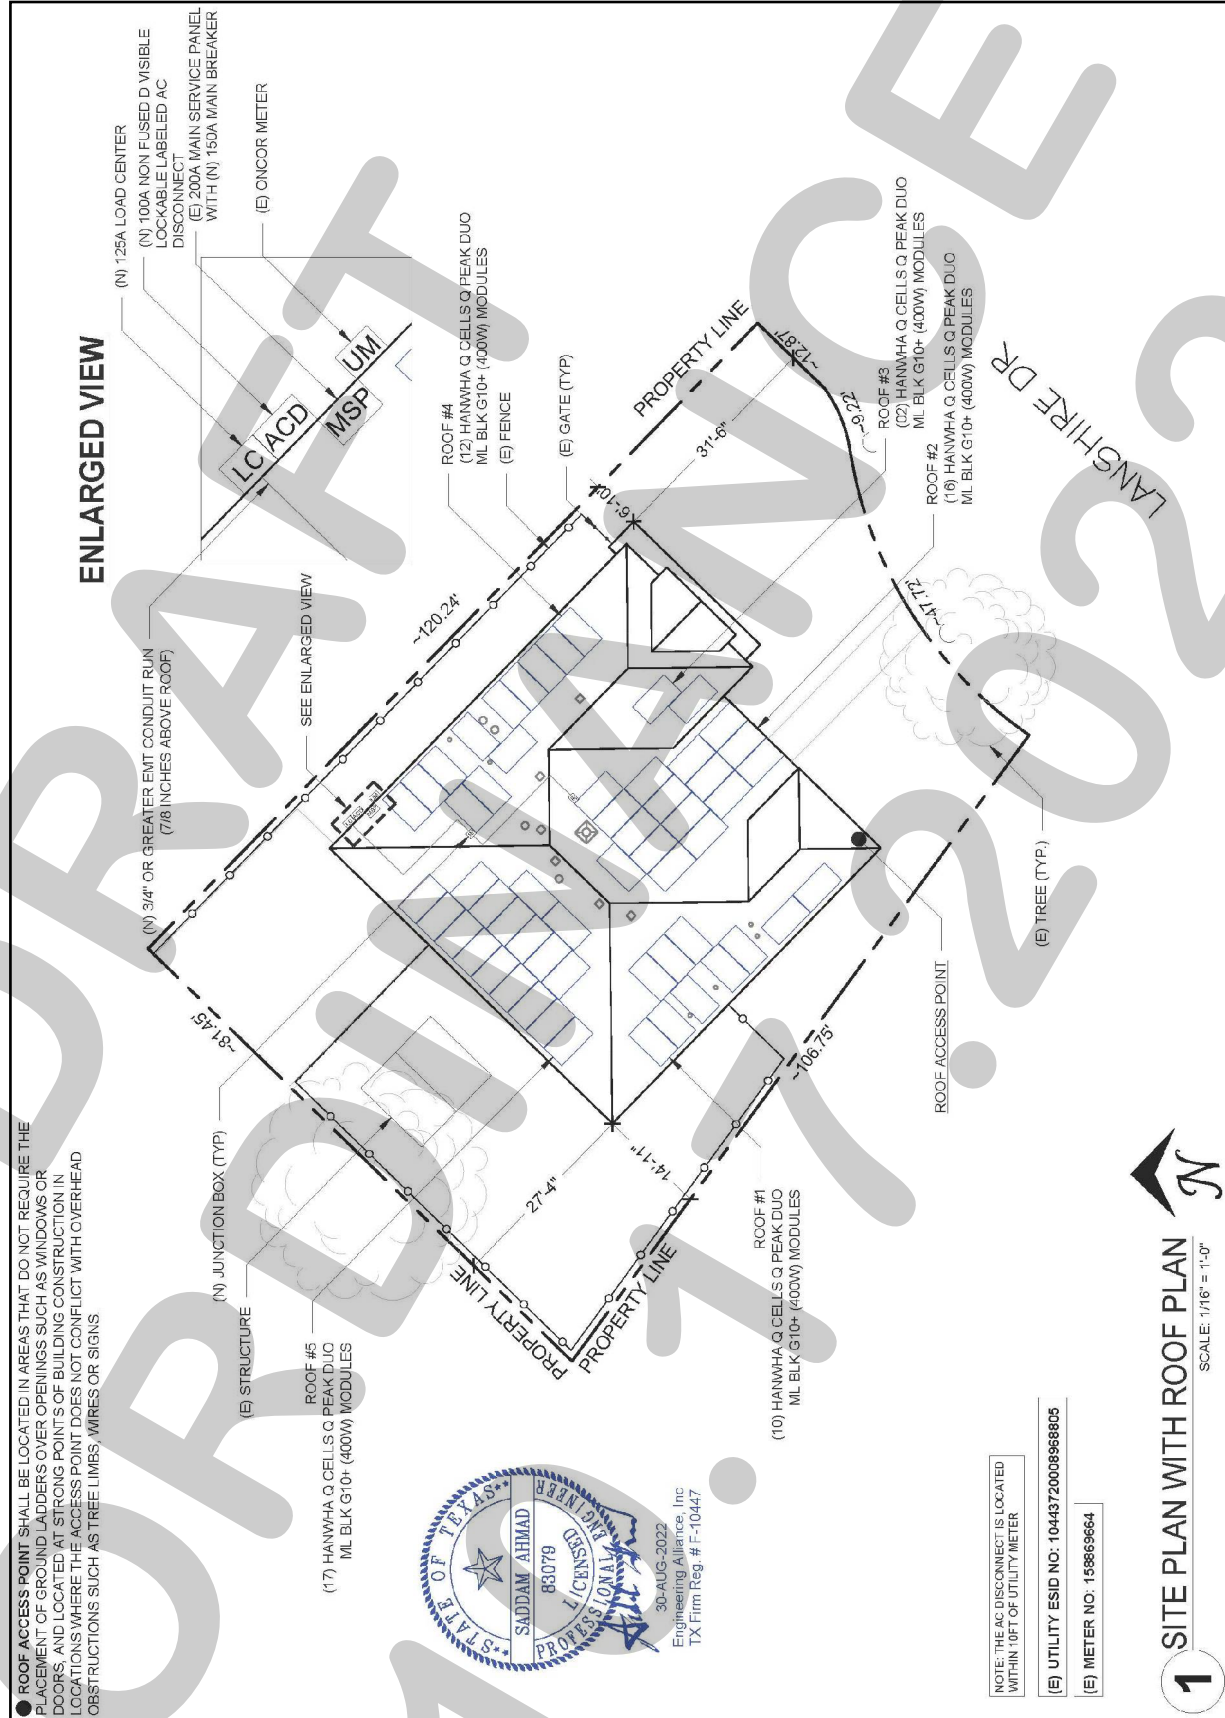 ● ROOF ACCESS POINT SHALL BE LOCATED IN AREAS THAT DO NOT REQUIRE THE
PLACEMENT OF GROUND LADDERS OVER OPENINGS SUCH AS WINDOWS OR
DOORS, AND LOCATED AT STRONG POINTS OF BUILDING CONSTRUCTION IN
LOCATIONS WHERE THE ACCESS POINT DOES NOT CONFLICT WITH OVERHEAD
OBSTRUCTIONS SUCH AS TREE LIMBS, WIRES OR SIGNS
ENLARGED VIEW
(N) 125A LOAD CENTER
(N) 100A NON FUSED D VISIBLE
LOCKABLE LABELED AC
DISCONNECT
(E) 200A MAIN SERVICE PANEL
WITH (N) 150A MAIN BREAKER
(E) ONCOR METER
LC
ACD
MSP
UM
(N) 3/4" OR GREATER EMT CONDUIT RUN
(7/8 INCHES ABOVE ROOF)
SEE ENLARGED VIEW
ROOF #4
(12) HANWHA Q CELLS Q PEAK DUO
ML BLK G10+ (400W) MODULES
(E) FENCE
(E) GATE (TYP)
PROPERTY LINE
~120.24'
~81.45'
6'-10"
31'-6"
~12.87'
~9.22'
~47.72'
~106.75'
27'-4"
14'-11"
ROOF #3
(02) HANWHA Q CELLS Q PEAK DUO
ML BLK G10+ (400W) MODULES
ROOF #2
(16) HANWHA Q CELLS Q PEAK DUO
ML BLK G10+ (400W) MODULES
LANSHIRE DR
(N) JUNCTION BOX (TYP)
(E) STRUCTURE
ROOF #5
(17) HANWHA Q CELLS Q PEAK DUO
ML BLK G10+ (400W) MODULES
PROPERTY LINE
PROPERTY LINE
ROOF #1
(10) HANWHA Q CELLS Q PEAK DUO
ML BLK G10+ (400W) MODULES
ROOF ACCESS POINT
(E) TREE (TYP.)
STATE OF TEXAS
SADDAM AHMAD
83079
LICENSED
PROFESSIONAL ENGINEER
30-AUG-2022
Engineering Alliance, Inc
TX Firm Reg. # F-10447
NOTE: THE AC DISCONNECT IS LOCATED
WITHIN 10FT OF UTILITY METER
(E) UTILITY ESID NO: 10443720008968805
(E) METER NO: 158869664
1
SITE PLAN WITH ROOF PLAN
SCALE: 1/16" = 1'-0"
N
DRAFT
ORDINANCE